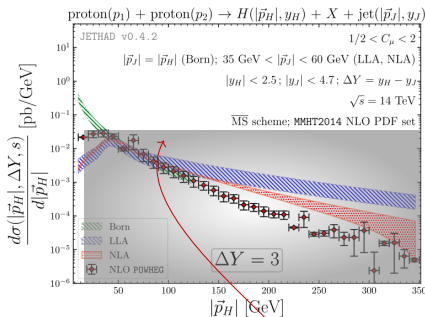 proton(p₁) + proton(p₂) → H(|p⃗_H|, y_H) + X + jet(|p⃗_J|, y_J)
JETHAD v0.4.2
1/2 < C_μ < 2
|p⃗_J| = |p⃗_H| (Born); 35 GeV < |p⃗_J| < 60 GeV (LLA, NLA)
|y_H| < 2.5; |y_J| < 4.7; ΔY = y_H − y_J
√s = 14 TeV
MS scheme; MMHT2014 NLO PDF set
dσ(|p⃗_H|, ΔY, s)
d|p⃗_H|
[pb/GeV]
10¹
10⁰
10⁻¹
10⁻²
10⁻³
10⁻⁴
10⁻⁵
10⁻⁶
Born
LLA
NLA
NLO POWHEG
ΔY = 3
50 100 150 200 250 300 350
|p⃗_H| [GeV]